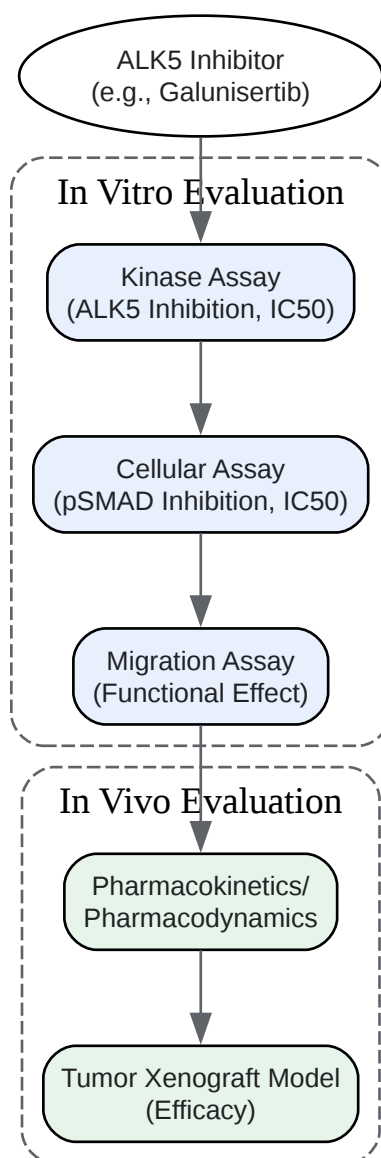 ALK5 Inhibitor
(e.g., Galunisertib)
In Vitro Evaluation
Kinase Assay
(ALK5 Inhibition, IC50)
Cellular Assay
(pSMAD Inhibition, IC50)
Migration Assay
(Functional Effect)
In Vivo Evaluation
Pharmacokinetics/
Pharmacodynamics
Tumor Xenograft Model
(Efficacy)